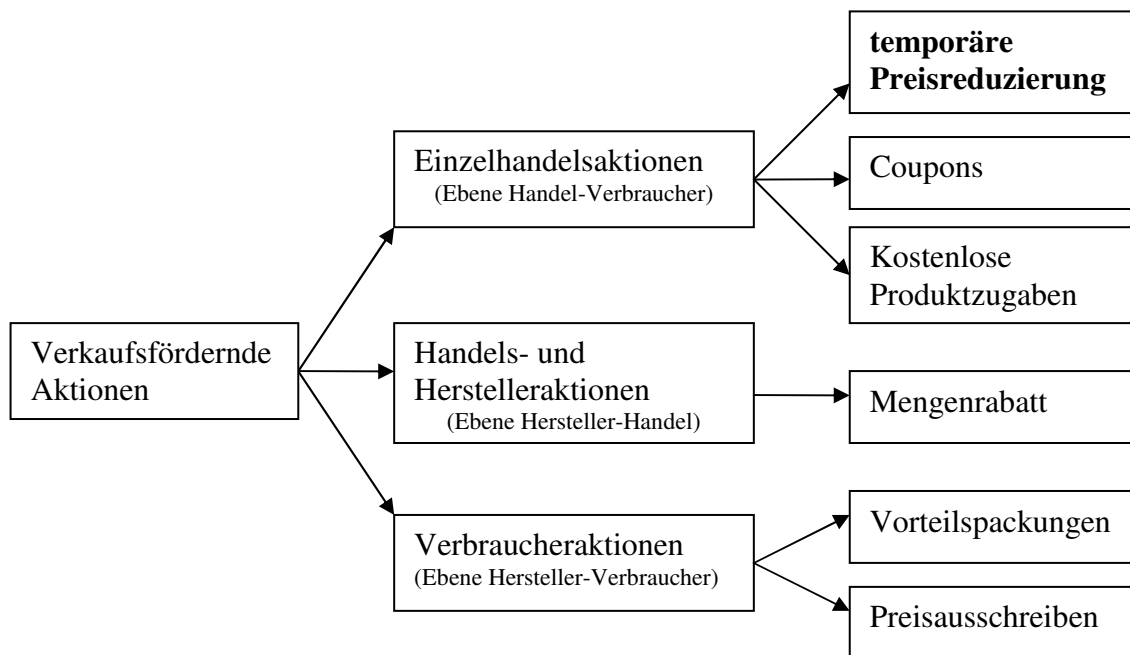 temporäre
Preisreduzierung
Einzelhandelsaktionen
(Ebene Handel-Verbraucher)
Coupons
Kostenlose
Produktzugaben
Verkaufsfördernde
Aktionen
Handels- und
Herstelleraktionen
(Ebene Hersteller-Handel)
Mengenrabatt
Verbraucheraktionen
(Ebene Hersteller-Verbraucher)
Vorteilspackungen
Preisausschreiben